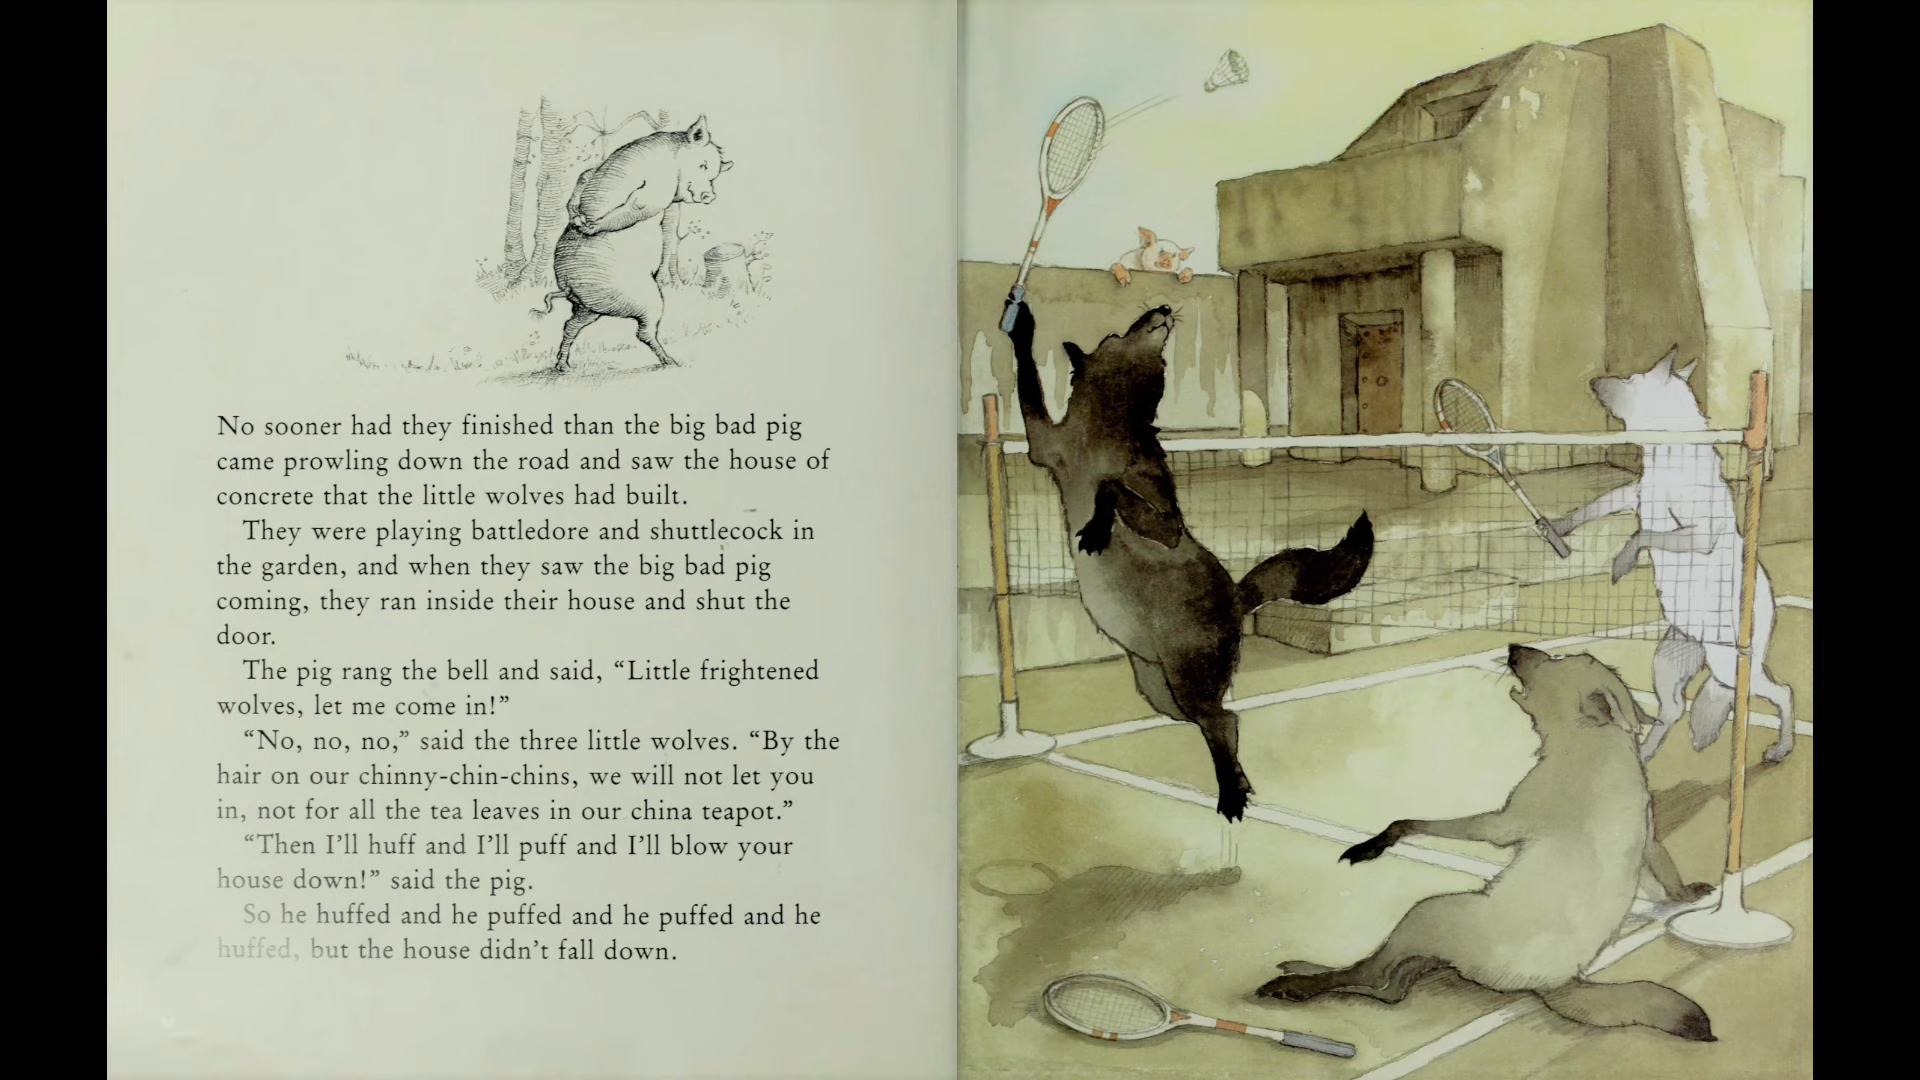 No sooner had they finished than the big bad pig
came prowling down the road and saw the house of
concrete that the little wolves had built.
They were playing battledore and shuttlecock in
the garden, and when they saw the big bad pig
coming, they ran inside their house and shut the
door.
The pig rang the bell and said, “Little frightened
wolves, let me come in!”
“No, no, no,” said the three little wolves. “By the
hair on our chinny-chin-chins, we will not let you
in, not for all the tea leaves in our china teapot.”
“Then I’ll huff and I’ll puff and I’ll blow your
house down!” said the pig.
So he huffed and he puffed and he puffed and he
huffed, but the house didn’t fall down.